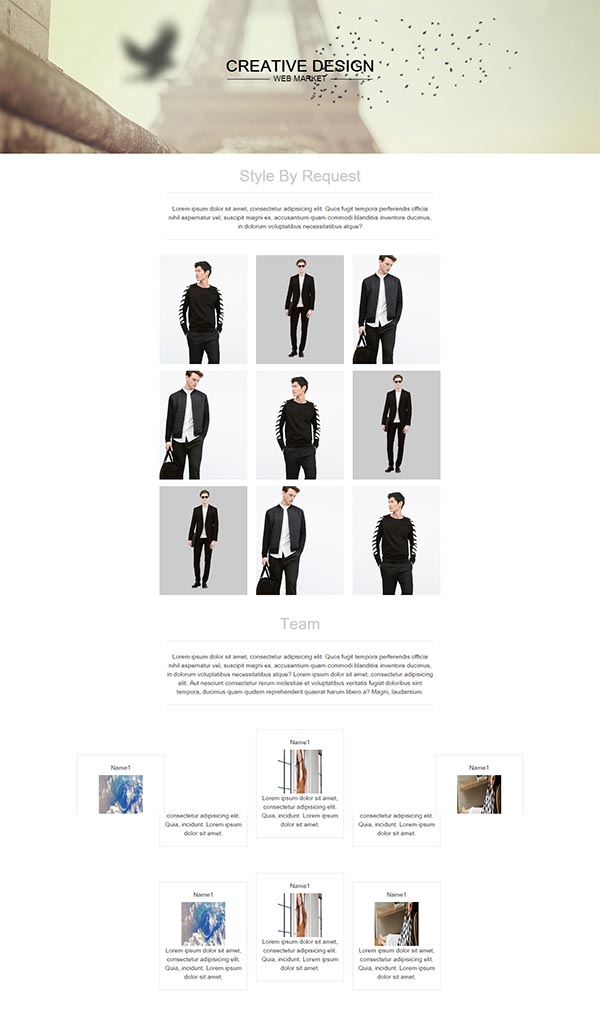 CREATIVE DESIGN
WEB MARKET
Style By Request
Lorem ipsum dolor sit amet, consectetur adipisicing elit. Quos fugit tempora perferendis officia
nihil aspernatur vel, suscipit magni ex, accusantium quam commodi blanditiis inventore ducimus,
in dolorum voluptatibus necessitatibus atque?
Team
Lorem ipsum dolor sit amet, consectetur adipisicing elit. Quos fugit tempora perferendis officia
nihil aspernatur vel, suscipit magni ex, accusantium quam commodi blanditiis inventore ducimus,
in dolorum voluptatibus necessitatibus atque? Lorem ipsum dolor sit amet, consectetur adipisicing
elit. Aut nesciunt consectetur rerum molestiae et voluptatibus veritatis fugiat doloribus sint
tempora, ducimus quam quidem reprehenderit quaerat harum libero a? Magni, laudantium.
Name1
consectetur adipisicing elit.
Quia, incidunt. Lorem ipsum
dolor sit amet.
Name1
Lorem ipsum dolor sit amet,
consectetur adipisicing elit.
Quia, incidunt. Lorem ipsum
dolor sit amet.
Name1
consectetur adipisicing elit.
Quia, incidunt. Lorem ipsum
dolor sit amet.
Name1
Lorem ipsum dolor sit amet,
consectetur adipisicing elit.
Quia, incidunt. Lorem ipsum
dolor sit amet.
Name1
Lorem ipsum dolor sit amet,
consectetur adipisicing elit.
Quia, incidunt. Lorem ipsum
dolor sit amet.
Name1
Lorem ipsum dolor sit amet,
consectetur adipisicing elit.
Quia, incidunt. Lorem ipsum
dolor sit amet.